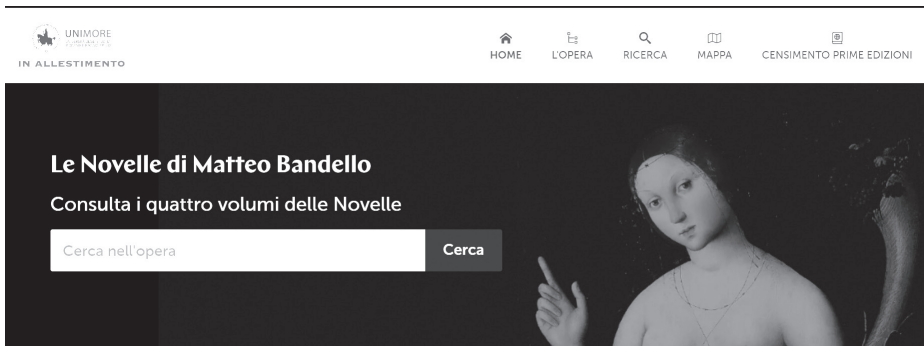 UNIMORE
IN ALLESTIMENTO
HOME
L'OPERA
RICERCA
MAPPA
CENSIMENTO PRIME EDIZIONI
Le Novelle di Matteo Bandello
Consulta i quattro volumi delle Novelle
Cerca nell'opera
Cerca